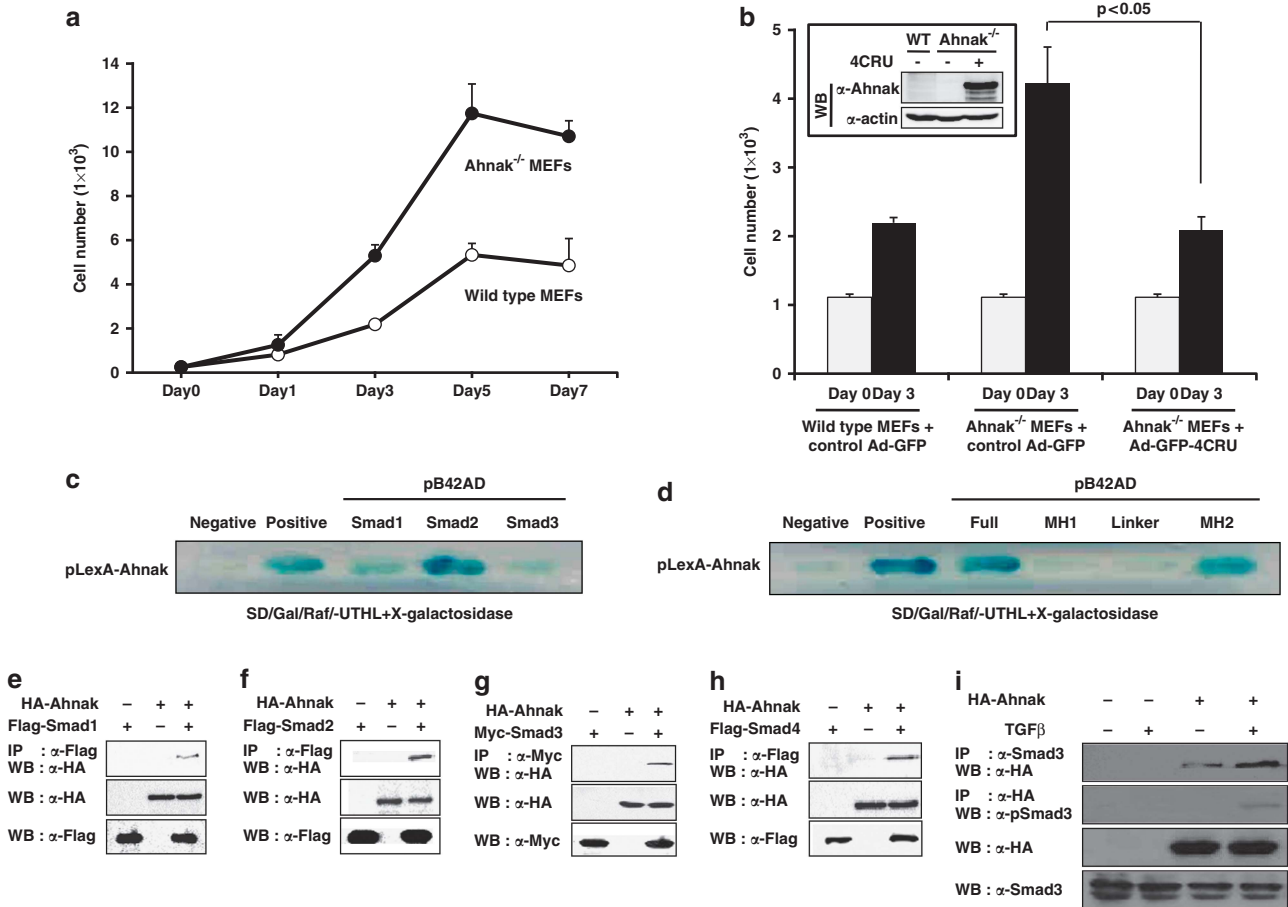 a
Cell number (1×10³)
14
12
10
8
6
4
2
0
Ahnak⁻/⁻ MEFs
Wild type MEFs
Day0 Day1 Day3 Day5 Day7
b
p<0.05
Cell number (1×10³)
5
4
3
2
1
0
WT Ahnak⁻/⁻
4CRU - - +
WB
α-Ahnak
α-actin
Day 0 Day 3 Day 0 Day 3 Day 0 Day 3
Wild type MEFs + control Ad-GFP
Ahnak⁻/⁻ MEFs + control Ad-GFP
Ahnak⁻/⁻ MEFs + Ad-GFP-4CRU
c
pB42AD
Negative Positive Smad1 Smad2 Smad3
pLexA-Ahnak
SD/Gal/Raf/-UTHL+X-galactosidase
d
pB42AD
Negative Positive Full MH1 Linker MH2
pLexA-Ahnak
SD/Gal/Raf/-UTHL+X-galactosidase
e
HA-Ahnak – + +
Flag-Smad1 + – +
IP : α-Flag
WB : α-HA
WB : α-HA
WB : α-Flag
f
HA-Ahnak – + +
Flag-Smad2 + – +
IP : α-Flag
WB : α-HA
WB : α-HA
WB : α-Flag
g
HA-Ahnak – + +
Myc-Smad3 + – +
IP : α-Myc
WB : α-HA
WB : α-HA
WB : α-Myc
h
HA-Ahnak – + +
Flag-Smad4 + – +
IP : α-Flag
WB : α-HA
WB : α-HA
WB : α-Flag
i
HA-Ahnak – – + +
TGFβ – + – +
IP : α-Smad3
WB : α-HA
IP : α-HA
WB : α-pSmad3
WB : α-HA
WB : α-Smad3